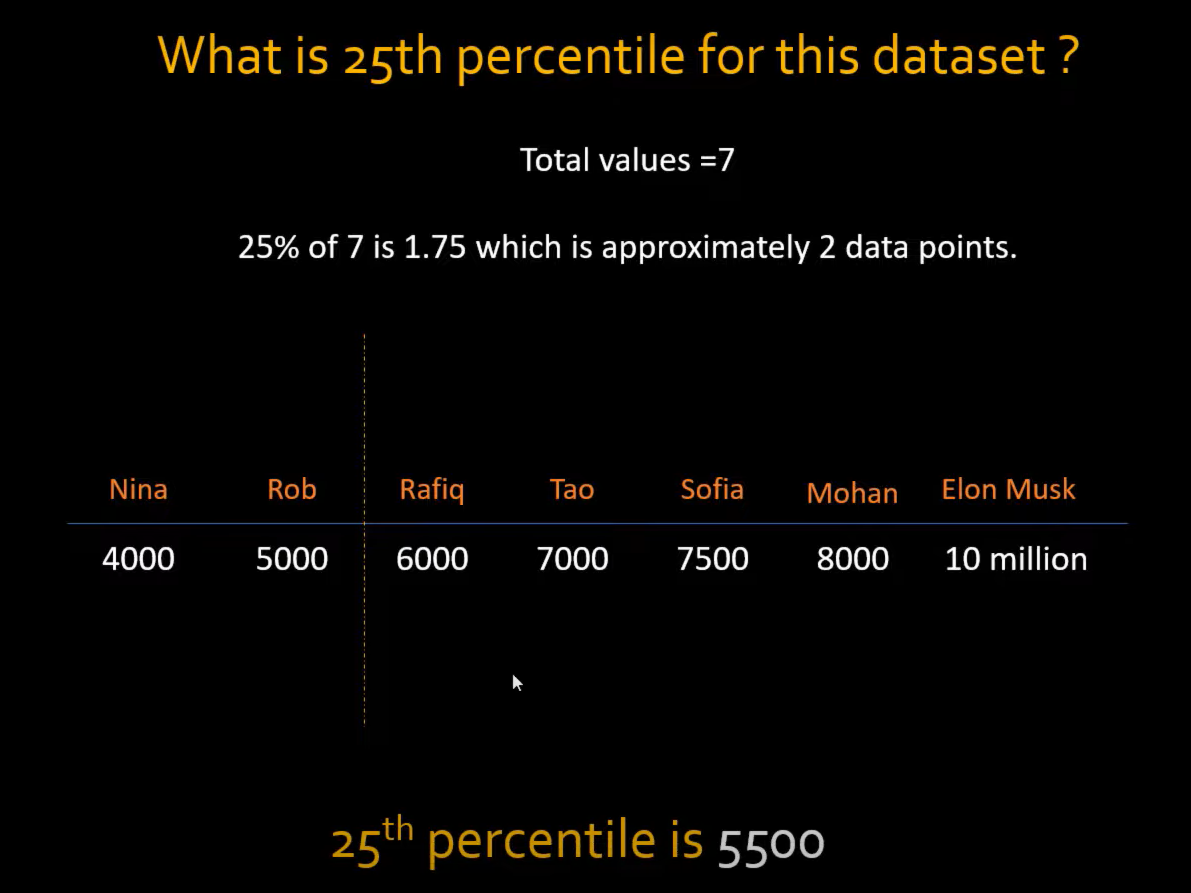 What is 25th percentile for this dataset ?
Total values =7
25% of 7 is 1.75 which is approximately 2 data points.
Nina Rob Rafiq Tao Sofia Mohan Elon Musk
4000 5000 6000 7000 7500 8000 10 million
25th percentile is 5500